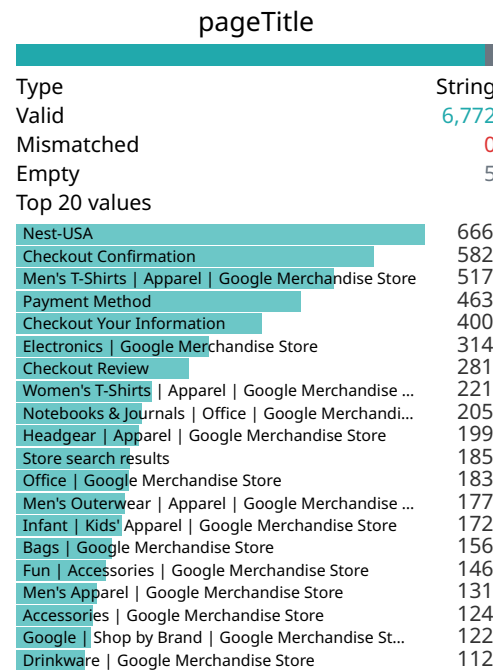 pageTitle
Type String
Valid 6,772
Mismatched 0
Empty 5
Top 20 values
Nest-USA 666
Checkout Confirmation 582
Men's T-Shirts | Apparel | Google Merchandise Store 517
Payment Method 463
Checkout Your Information 400
Electronics | Google Merchandise Store 314
Checkout Review 281
Women's T-Shirts | Apparel | Google Merchandise ... 221
Notebooks & Journals | Office | Google Merchandi... 205
Headgear | Apparel | Google Merchandise Store 199
Store search results 185
Office | Google Merchandise Store 183
Men's Outerwear | Apparel | Google Merchandise ... 177
Infant | Kids' Apparel | Google Merchandise Store 172
Bags | Google Merchandise Store 156
Fun | Accessories | Google Merchandise Store 146
Men's Apparel | Google Merchandise Store 131
Accessories | Google Merchandise Store 124
Google | Shop by Brand | Google Merchandise St... 122
Drinkware | Google Merchandise Store 112